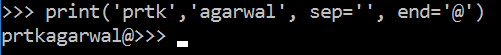 >>> print('prtk','agarwal', sep='', end='@')
prtkagarwal@>>>